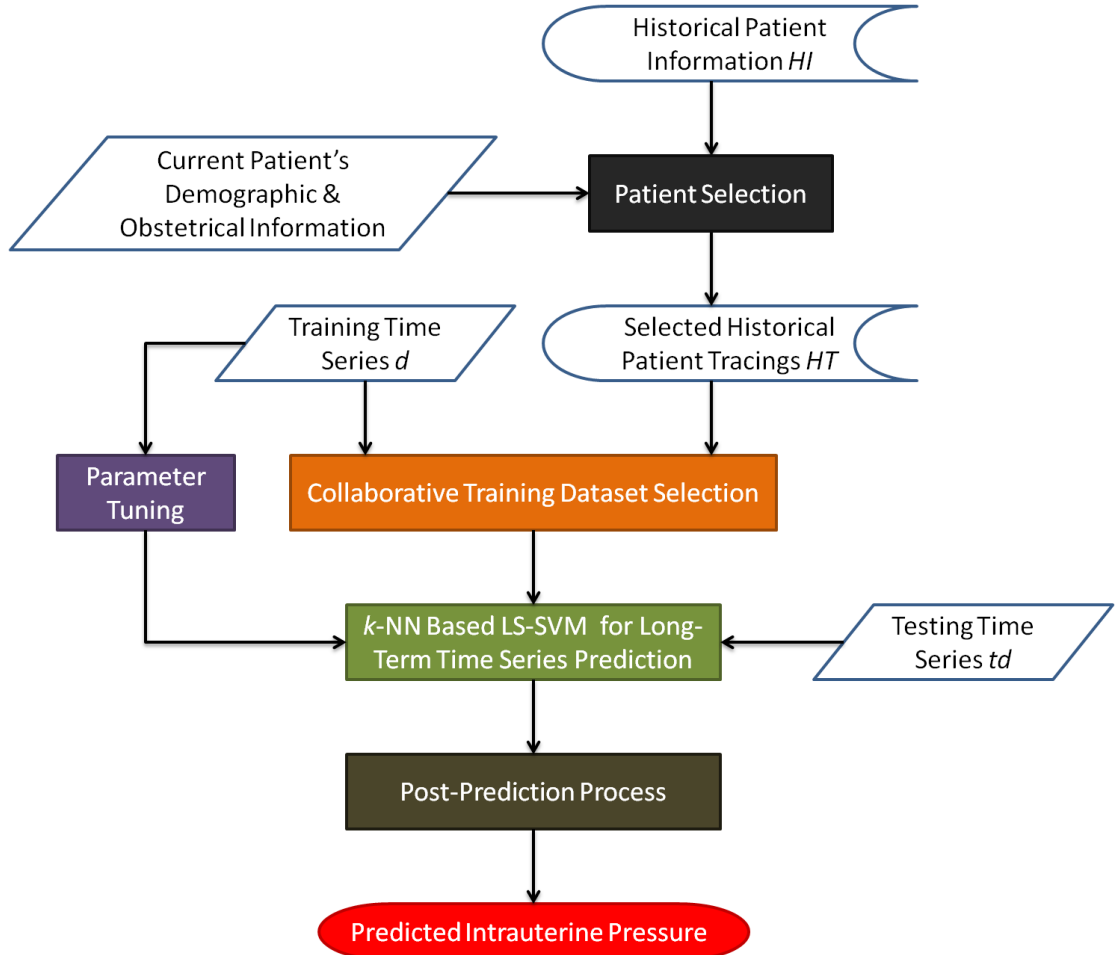 Historical Patient
Information HI
Current Patient's
Demographic &
Obstetrical Information
Patient Selection
Training Time
Series d
Selected Historical
Patient Tracings HT
Parameter
Tuning
Collaborative Training Dataset Selection
k-NN Based LS-SVM for Long-
Term Time Series Prediction
Testing Time
Series td
Post-Prediction Process
Predicted Intrauterine Pressure